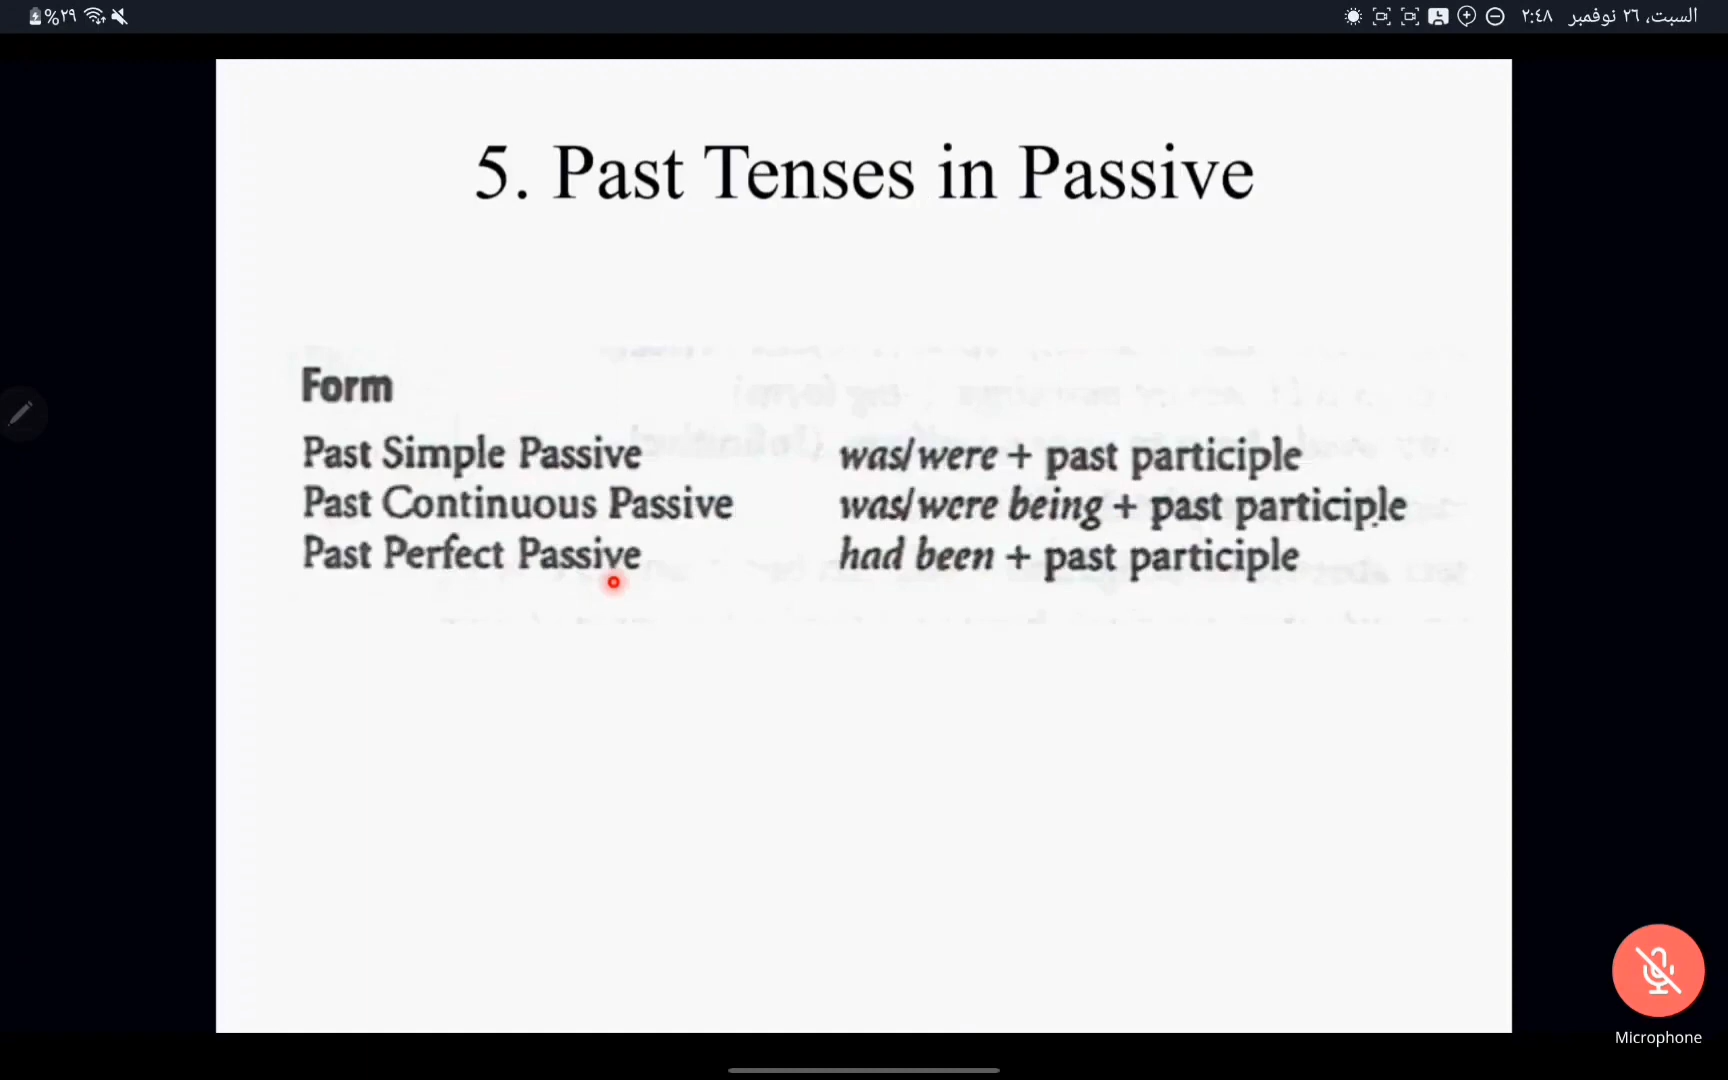 %٢٩
السبت، ٢٦ نوفمبر ٢:٤٨
5. Past Tenses in Passive
Form
Past Simple Passive was/were + past participle
Past Continuous Passive was/were being + past participle
Past Perfect Passive had been + past participle
Microphone